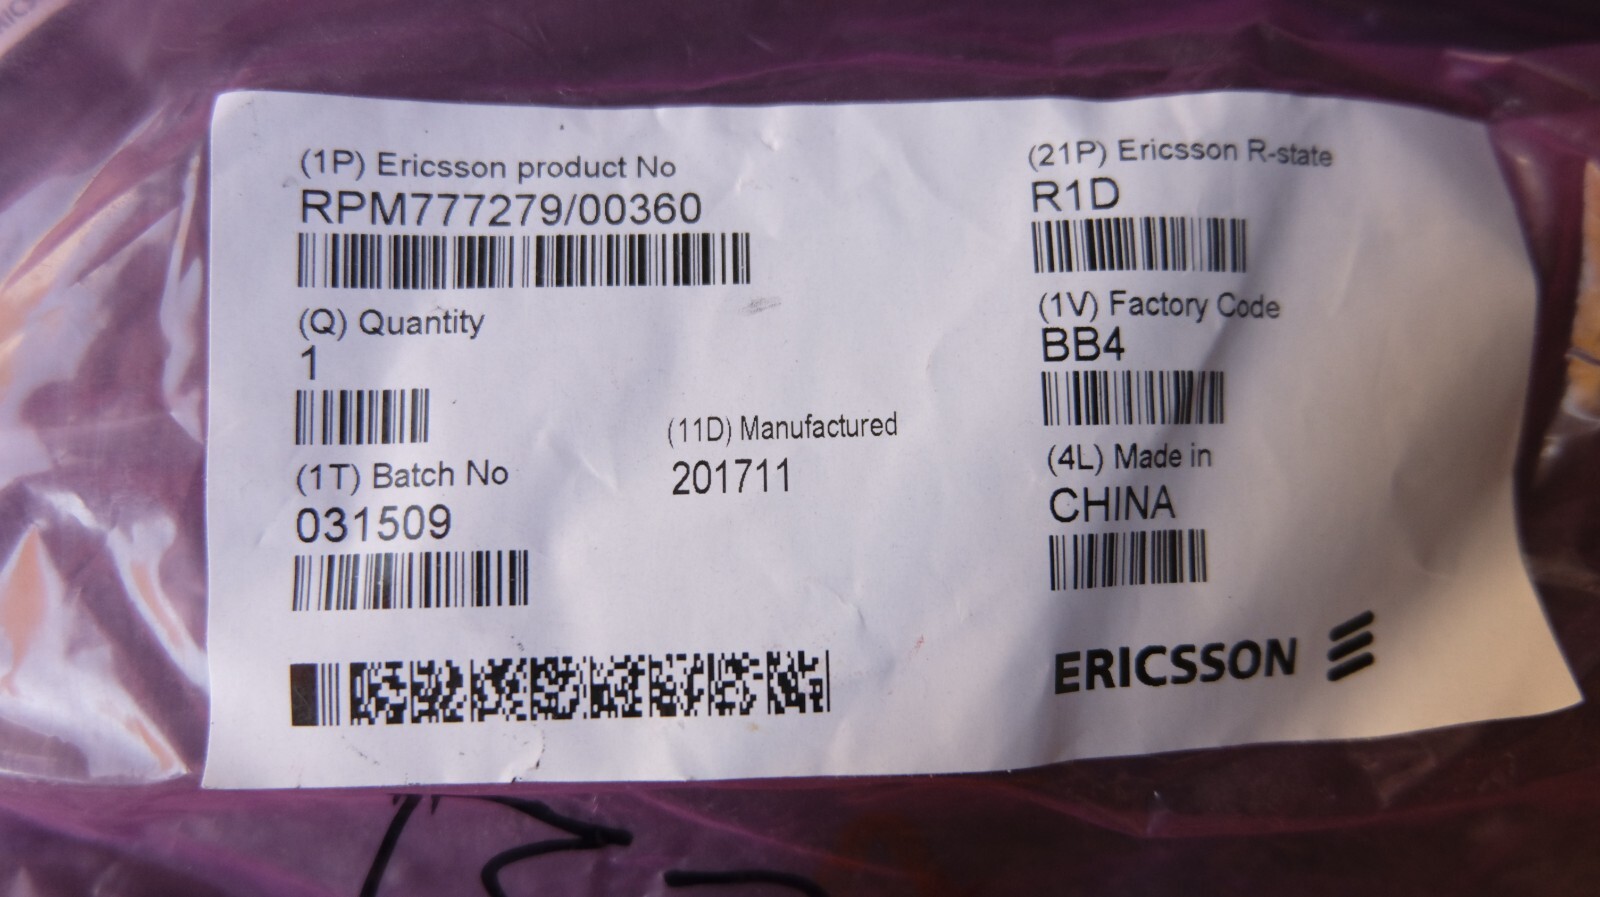 (1P) Ericsson product No
RPM777279/00360
(Q) Quantity
1
(1T) Batch No
031509
(11D) Manufactured
201711
(21P) Ericsson R-state
R1D
(1V) Factory Code
BB4
(4L) Made in
CHINA
ERICSSON